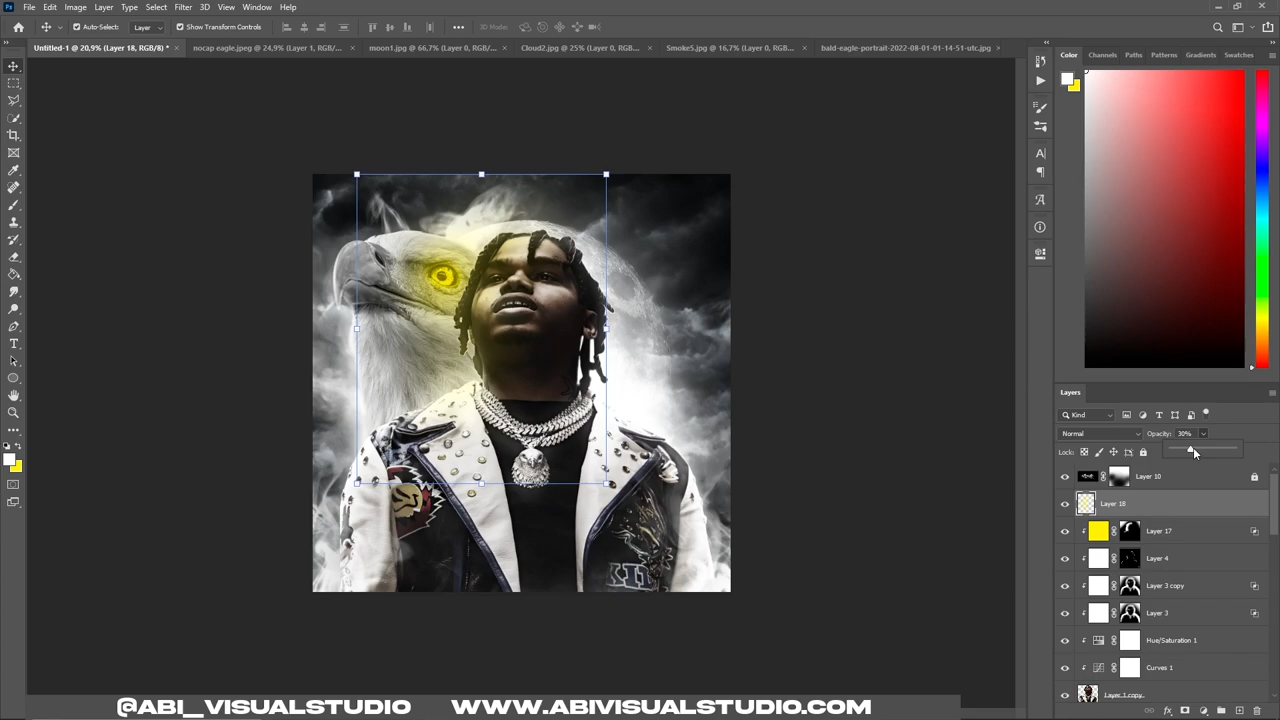 Ps File Edit Image Layer Type Select Filter 3D View Window Help
Auto-Select: Layer Show Transform Controls 3D Mode:
Untitled-1 @ 20,9% (Layer 18, RGB/8) * nocap eagle.jpeg @ 24,9% (Layer 1, RGB/... moon1.jpg @ 66,7% (Layer 0, RGB/... Cloud2.jpg @ 25% (Layer 0, RGB... Smoke5.jpg @ 16,7% (Layer 0, RGB... bald-eagle-portrait-2022-08-01-01-14-51-utc.jpg
Color Channels Paths Patterns Gradients Swatches
Layers
Kind
Normal Opacity: 30%
Lock:
Layer 10
Layer 18
Layer 17
Layer 4
Layer 3 copy
Layer 3
Hue/Saturation 1
Curves 1
Layer 1 copy
@ABI_VISUALSTUDIO WWW.ABIVISUALSTUDIO.COM